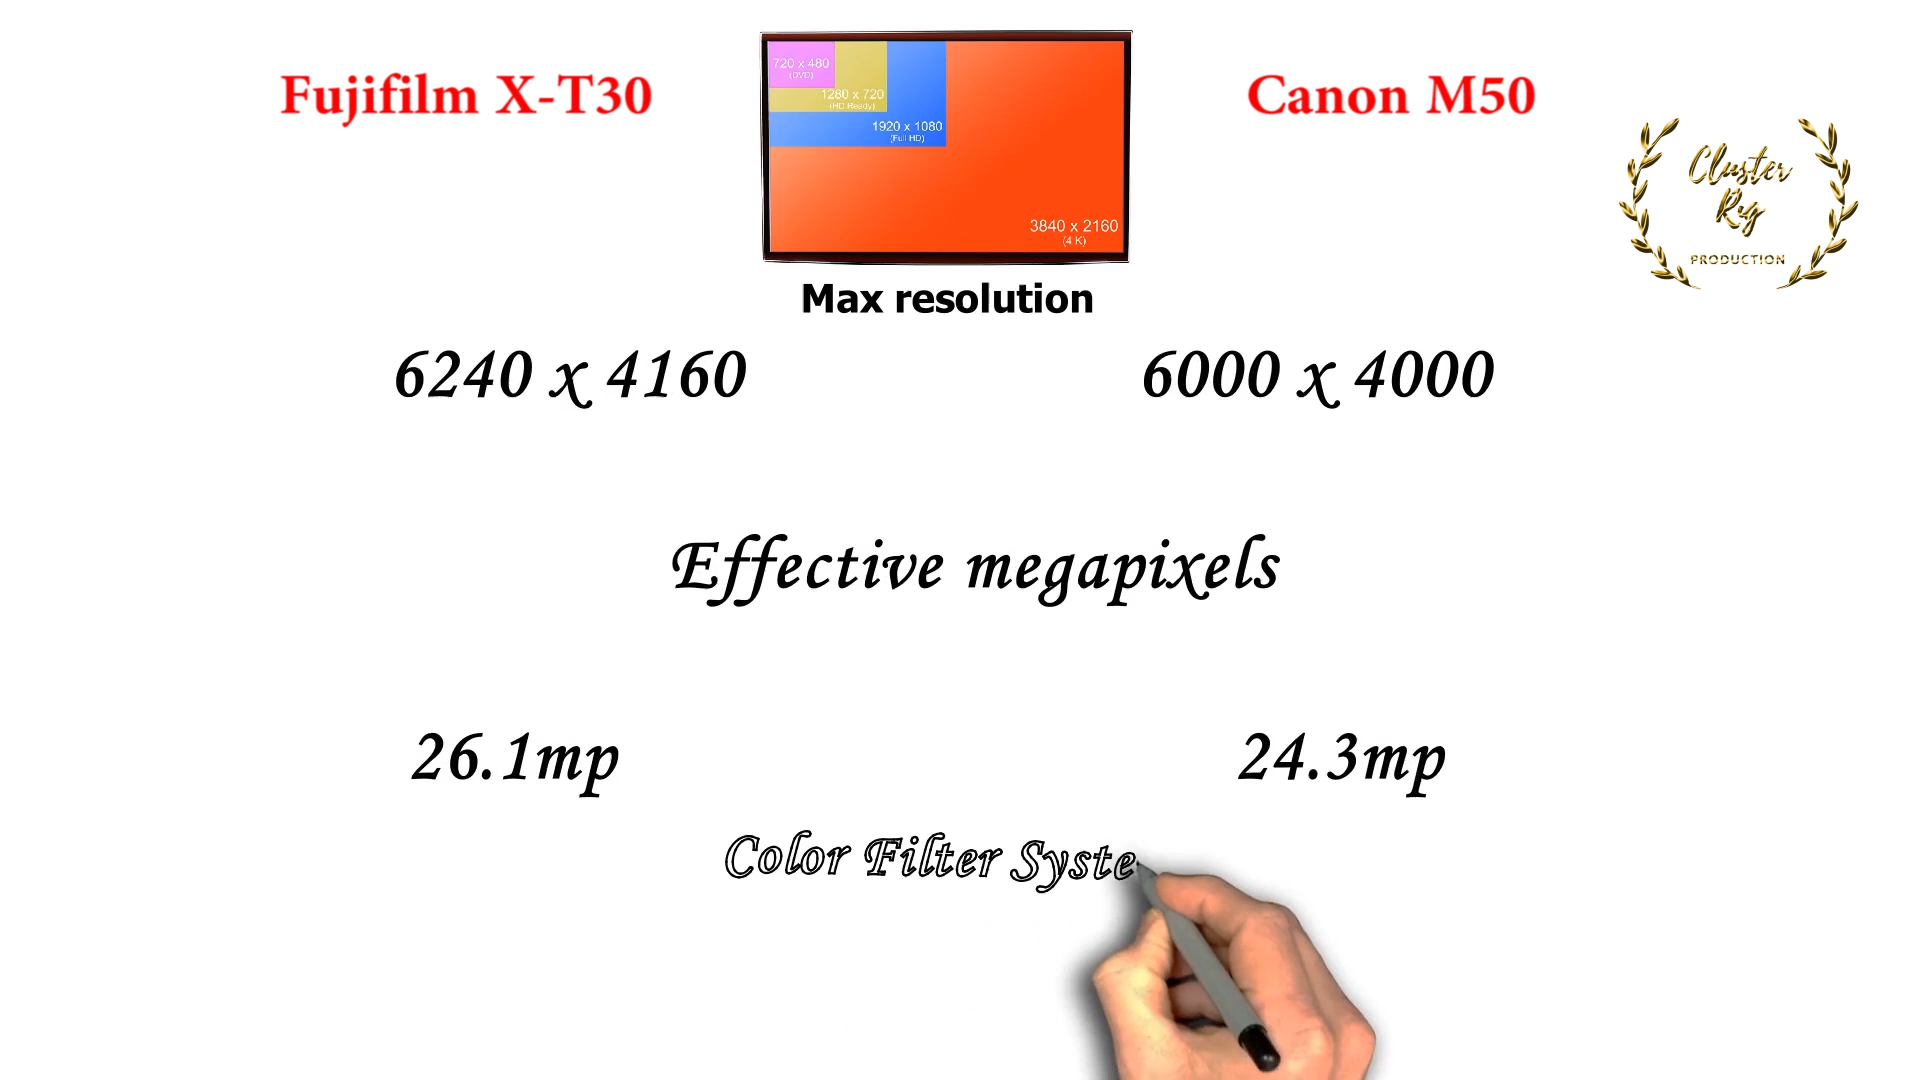 Fujifilm X-T30
Canon M50
720 x 480
(DVD)
1280 x 720
(HD Ready)
1920 x 1080
(Full HD)
3840 x 2160
(4 K)
Cluster
Rig
PRODUCTION
Max resolution
6240 x 4160
6000 x 4000
Effective megapixels
26.1mp
24.3mp
Color Filter Syste